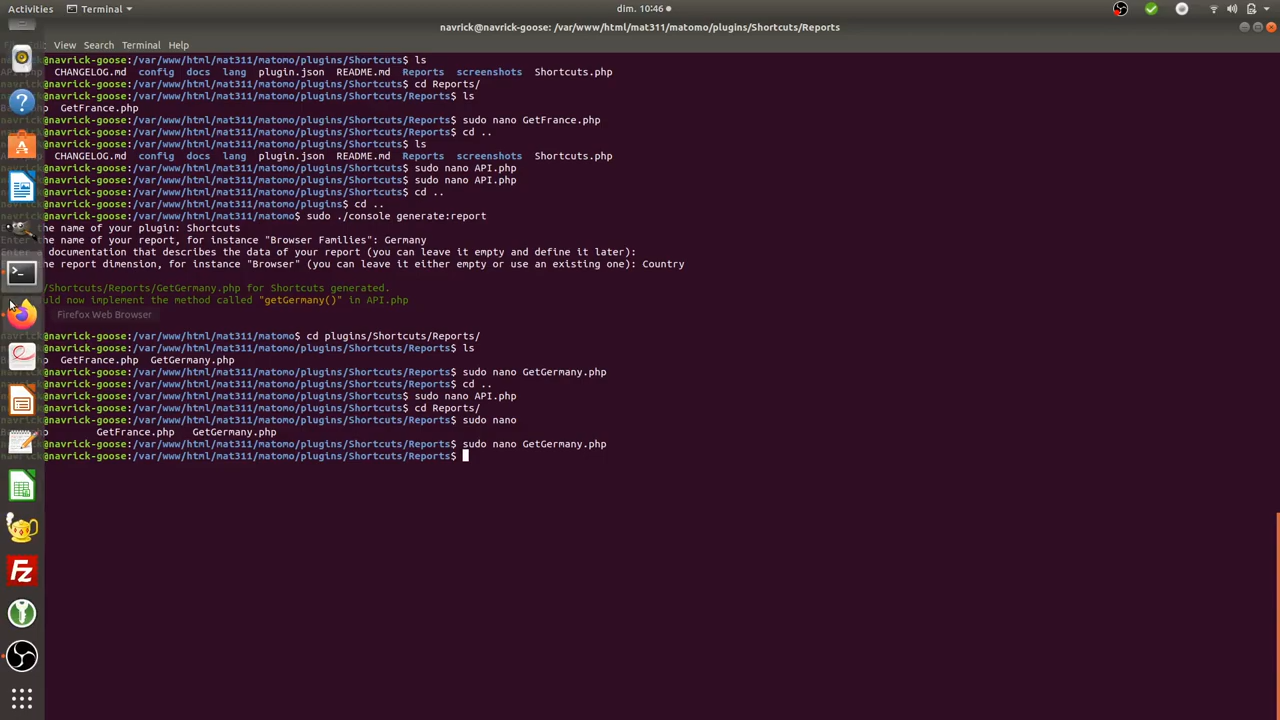 Activities
Terminal
dim. 10:46
navrick@navrick-goose: /var/www/html/mat311/matomo/plugins/Shortcuts/Reports
View Search Terminal Help
@navrick-goose:/var/www/html/mat311/matomo/plugins/Shortcuts$ ls
CHANGELOG.md config docs lang plugin.json README.md Reports screenshots Shortcuts.php
@navrick-goose:/var/www/html/mat311/matomo/plugins/Shortcuts$ cd Reports/
@navrick-goose:/var/www/html/mat311/matomo/plugins/Shortcuts/Reports$ ls
GetFrance.php
@navrick-goose:/var/www/html/mat311/matomo/plugins/Shortcuts/Reports$ sudo nano GetFrance.php
@navrick-goose:/var/www/html/mat311/matomo/plugins/Shortcuts/Reports$ cd ..
@navrick-goose:/var/www/html/mat311/matomo/plugins/Shortcuts$ ls
CHANGELOG.md config docs lang plugin.json README.md Reports screenshots Shortcuts.php
@navrick-goose:/var/www/html/mat311/matomo/plugins/Shortcuts$ sudo nano API.php
@navrick-goose:/var/www/html/mat311/matomo/plugins/Shortcuts$ sudo nano API.php
@navrick-goose:/var/www/html/mat311/matomo/plugins/Shortcuts$ cd ..
@navrick-goose:/var/www/html/mat311/matomo/plugins$ cd ..
@navrick-goose:/var/www/html/mat311/matomo$ sudo ./console generate:report
the name of your plugin: Shortcuts
the name of your report, for instance "Browser Families": Germany
documentation that describes the data of your report (you can leave it empty and define it later):
he report dimension, for instance "Browser" (you can leave it either empty or use an existing one): Country
/Shortcuts/Reports/GetGermany.php for Shortcuts generated.
uld now implement the method called "getGermany()" in API.php
Firefox Web Browser
@navrick-goose:/var/www/html/mat311/matomo$ cd plugins/Shortcuts/Reports/
@navrick-goose:/var/www/html/mat311/matomo/plugins/Shortcuts/Reports$ ls
GetFrance.php GetGermany.php
@navrick-goose:/var/www/html/mat311/matomo/plugins/Shortcuts/Reports$ sudo nano GetGermany.php
@navrick-goose:/var/www/html/mat311/matomo/plugins/Shortcuts/Reports$ cd ..
@navrick-goose:/var/www/html/mat311/matomo/plugins/Shortcuts$ sudo nano API.php
@navrick-goose:/var/www/html/mat311/matomo/plugins/Shortcuts$ cd Reports/
@navrick-goose:/var/www/html/mat311/matomo/plugins/Shortcuts/Reports$ sudo nano
GetFrance.php GetGermany.php
@navrick-goose:/var/www/html/mat311/matomo/plugins/Shortcuts/Reports$ sudo nano GetGermany.php
@navrick-goose:/var/www/html/mat311/matomo/plugins/Shortcuts/Reports$
Fz